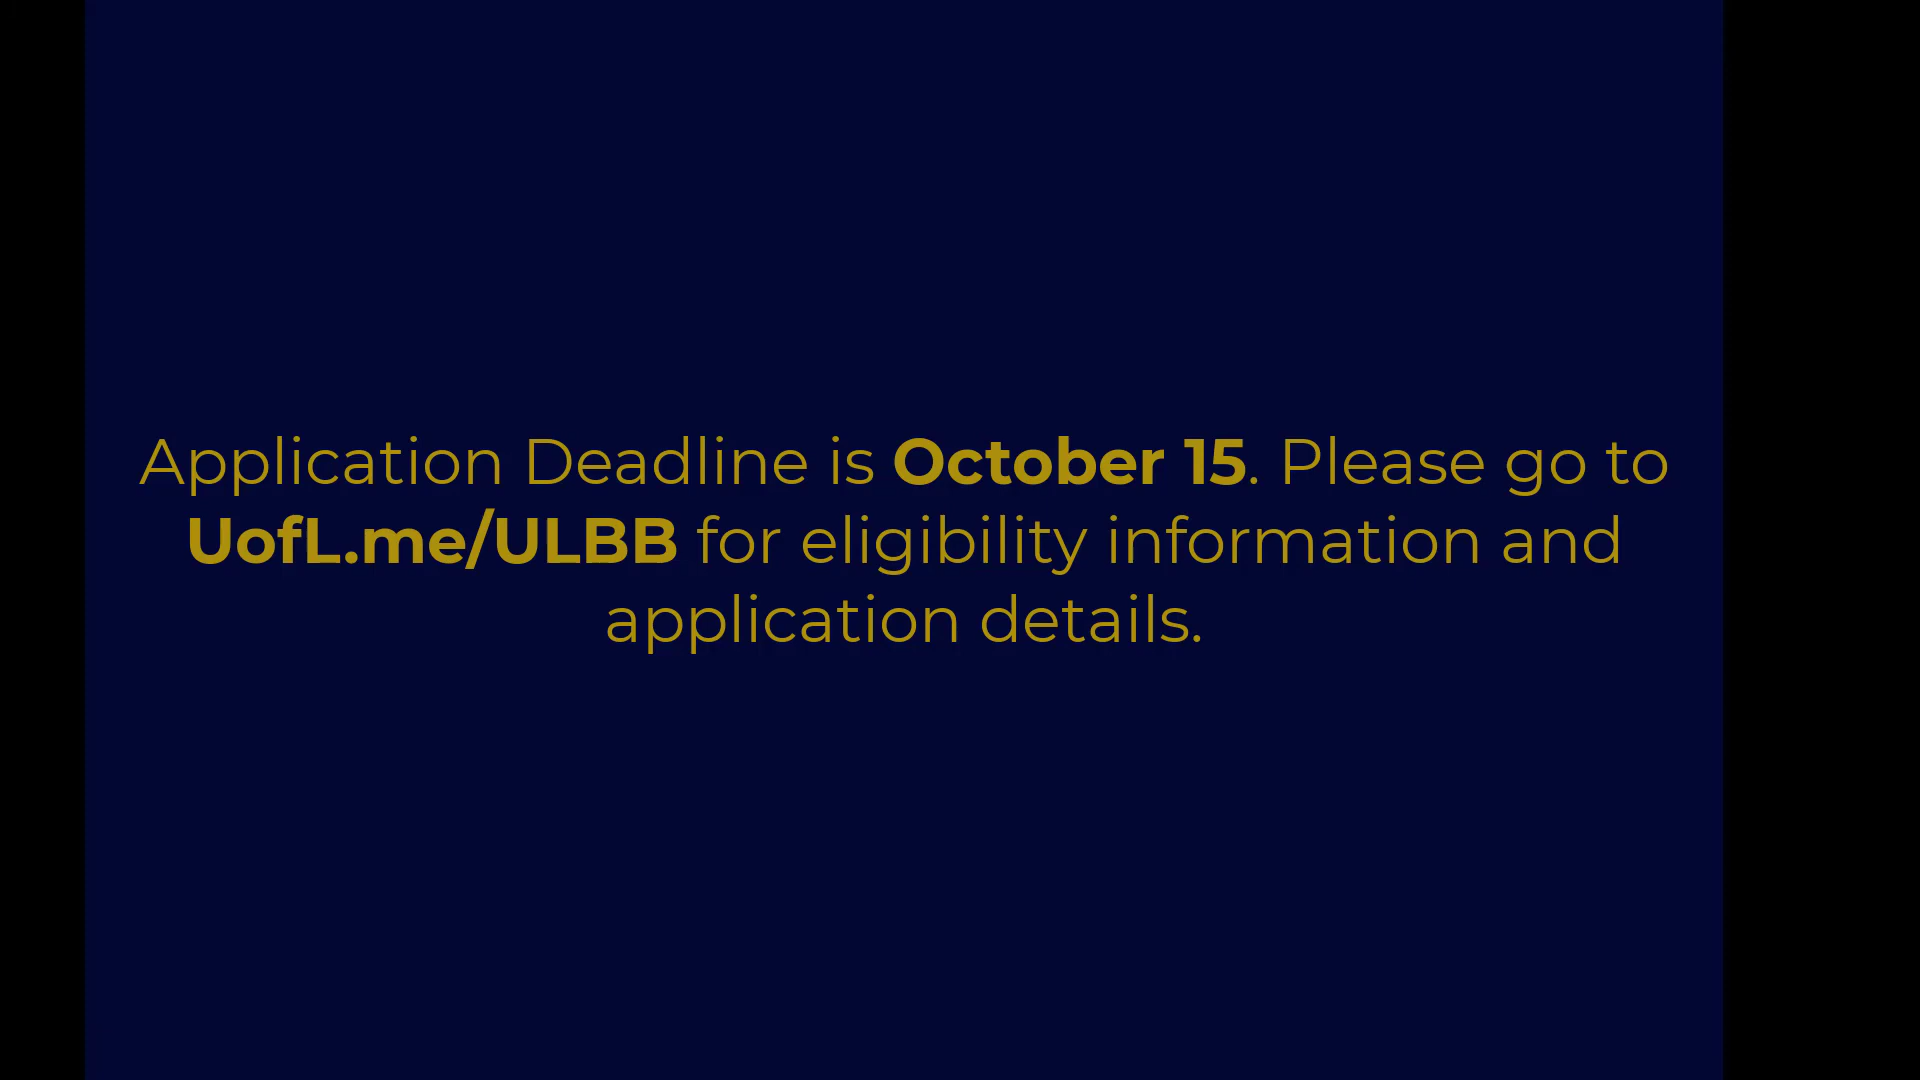 Application Deadline is October 15. Please go to
UofL.me/ULBB for eligibility information and
application details.